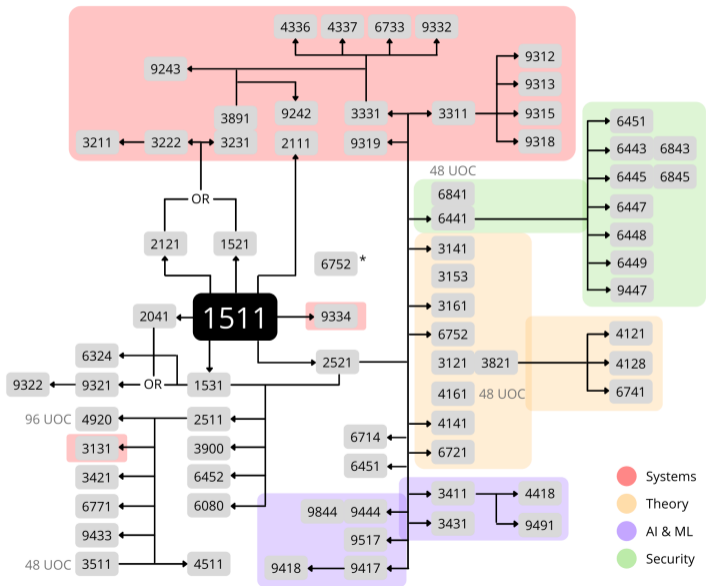 4336 4337 6733 9332
9243
9312
9313
3891 9242 3331 3311 9315
3211 3222 3231 2111 9319 9318
6451
6443 6843
48 UOC
6445 6845
6841
OR
6441
6447
2121 1521
6448
3141
6752 *
6449
3153
9447
2041 1511 9334
3161
6324
6752
4121
2521
3121 3821
4128
9322 9321 OR 1531
4161 48 UOC
6741
96 UOC 4920 2511
4141
6714
3131 3900
6721
6451
3421 6452
Systems
3411 4418
6771 6080
Theory
9844 9444
3431 9491
AI & ML
9433
9517
Security
48 UOC 3511 4511
9418 9417